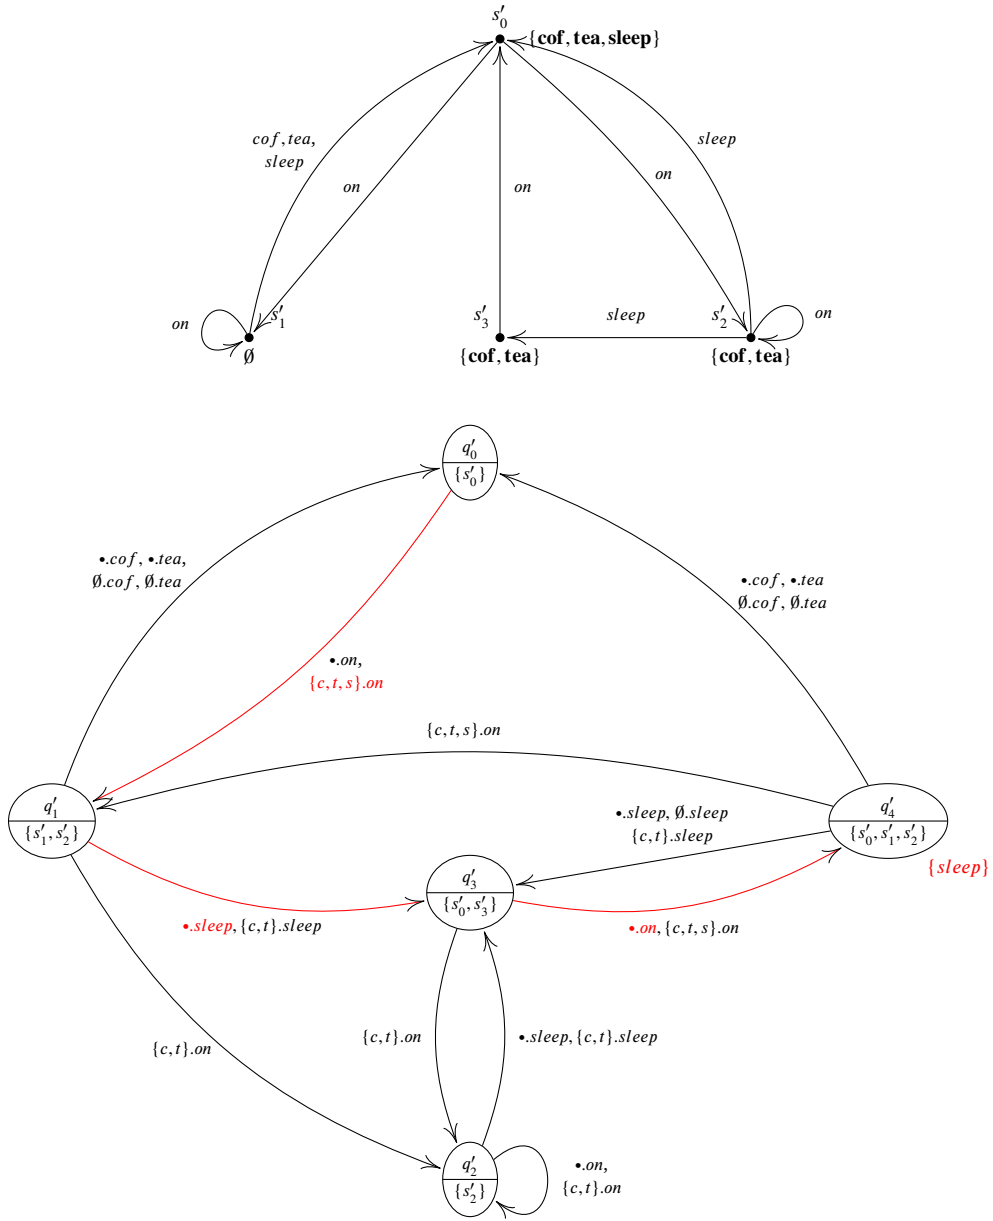 s′₀
{cof, tea, sleep}
cof, tea,
sleep
sleep
on
on
on
on
s′₁
∅
s′₃
{cof, tea}
sleep
s′₂
{cof, tea}
on
q′₀
{s′₀}
•.cof, •.tea,
∅.cof, ∅.tea
•.cof, •.tea
∅.cof, ∅.tea
•.on,
{c, t, s}.on
{c, t, s}.on
q′₁
{s′₁, s′₂}
•.sleep, ∅.sleep
{c, t}.sleep
q′₄
{s′₀, s′₁, s′₂}
{sleep}
q′₃
{s′₀, s′₃}
•.sleep, {c, t}.sleep
•.on, {c, t, s}.on
{c, t}.on
{c, t}.on
•.sleep, {c, t}.sleep
q′₂
{s′₂}
•.on,
{c, t}.on